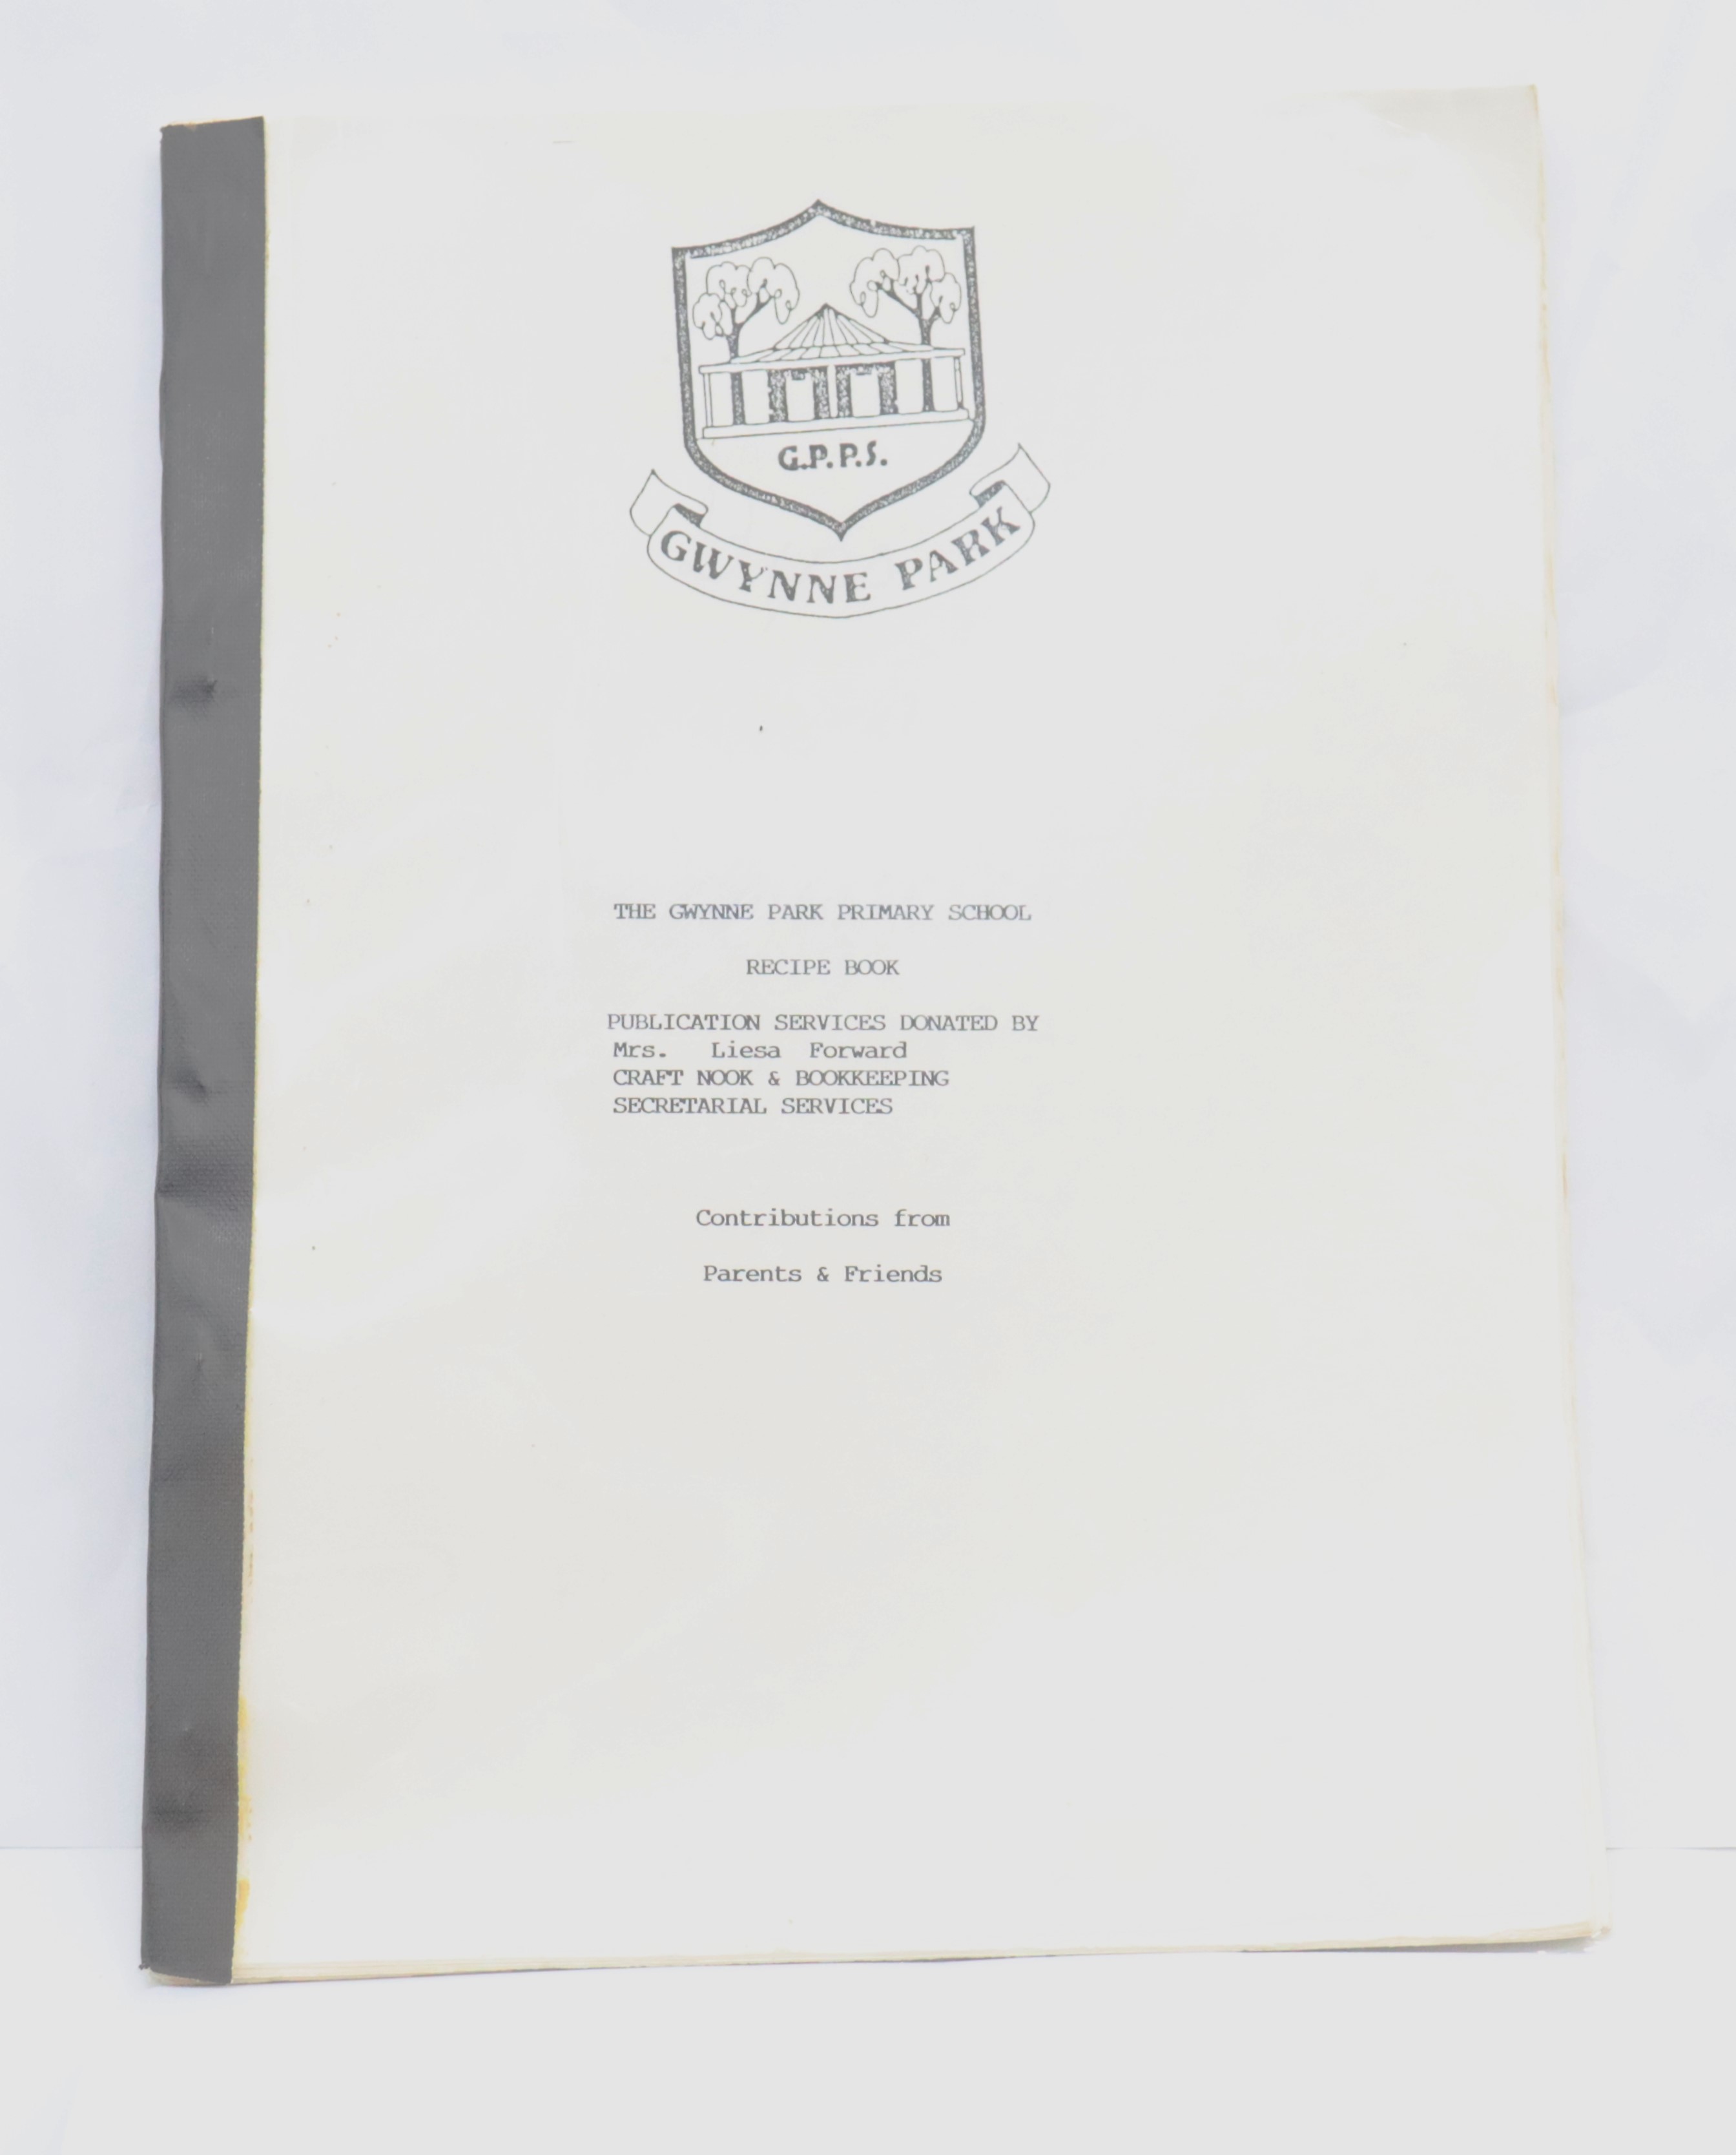 G.P.P.S.
GWYNNE PARK
THE GWYNNE PARK PRIMARY SCHOOL
RECIPE BOOK
PUBLICATION SERVICES DONATED BY
Mrs. Liesa Forward
CRAFT NOOK & BOOKKEEPING
SECRETARIAL SERVICES
Contributions from
Parents & Friends